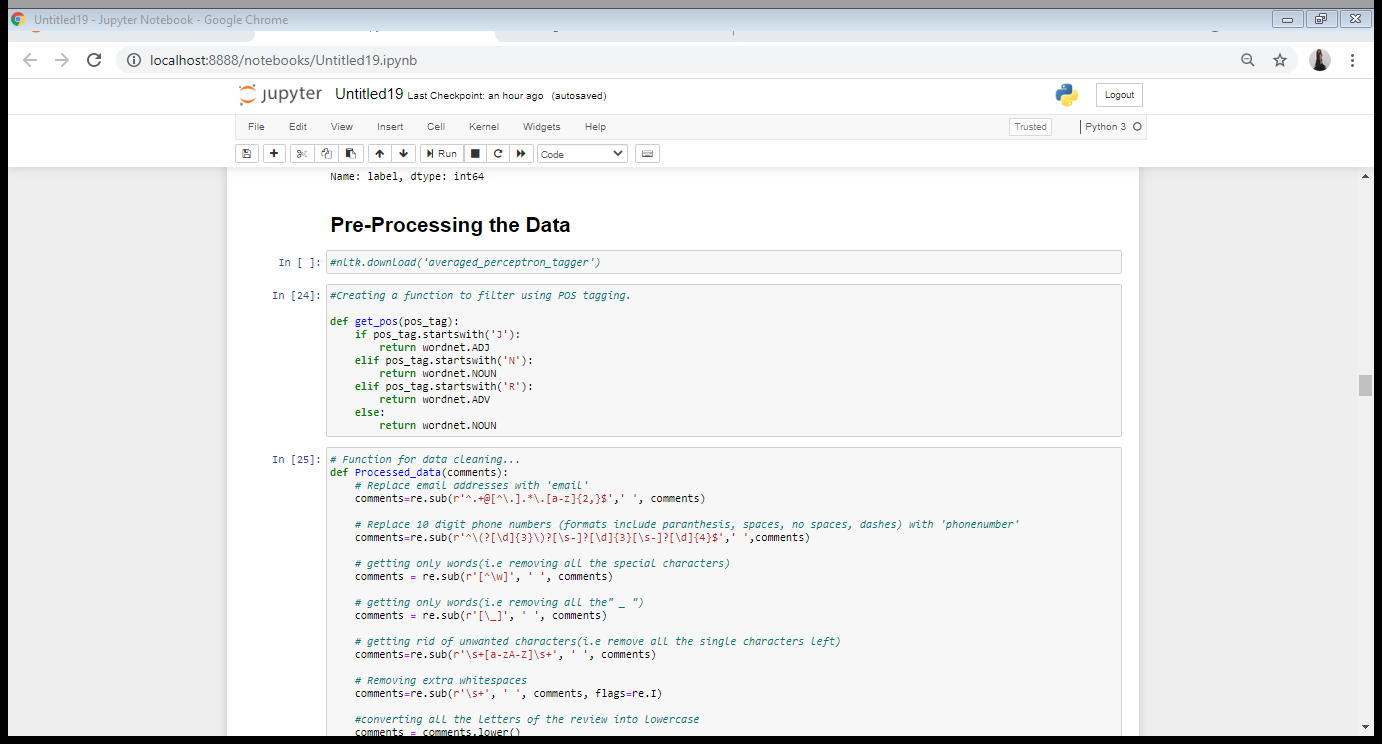 Untitled19 - Jupyter Notebook - Google Chrome
localhost:8888/notebooks/Untitled19.ipynb
jupyter Untitled19 Last Checkpoint: an hour ago (autosaved)
Logout
File Edit View Insert Cell Kernel Widgets Help
Trusted Python 3
Run Code
Name: label, dtype: int64
Pre-Processing the Data
In [ ]: #nltk.download('averaged_perceptron_tagger')
In [24]: #Creating a function to filter using POS tagging.
def get_pos(pos_tag):
if pos_tag.startswith('J'):
return wordnet.ADJ
elif pos_tag.startswith('N'):
return wordnet.NOUN
elif pos_tag.startswith('R'):
return wordnet.ADV
else:
return wordnet.NOUN
In [25]: # Function for data cleaning...
def Processed_data(comments):
# Replace email addresses with 'email'
comments=re.sub(r'^.+@[^\.].*\.[a-z]{2,}$',' ', comments)
# Replace 10 digit phone numbers (formats include paranthesis, spaces, no spaces, dashes) with 'phonenumber'
comments=re.sub(r'^\(?[\d]{3}\)?[\s-]?[\d]{3}[\s-]?[\d]{4}$',' ',comments)
# getting only words(i.e removing all the special characters)
comments = re.sub(r'[^\w]', ' ', comments)
# getting only words(i.e removing all the" _ ")
comments = re.sub(r'[\_]', ' ', comments)
# getting rid of unwanted characters(i.e remove all the single characters left)
comments=re.sub(r'\s+[a-zA-Z]\s+', ' ', comments)
# Removing extra whitespaces
comments=re.sub(r'\s+', ' ', comments, flags=re.I)
#converting all the letters of the review into lowercase
comments = comments.lower()